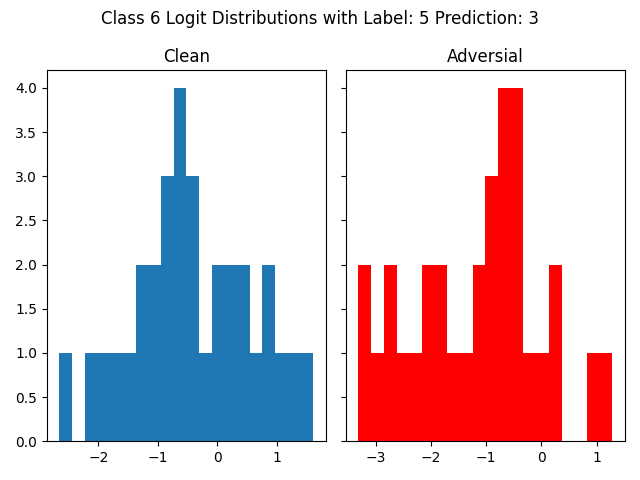 Class 6 Logit Distributions with Label: 5 Prediction: 3
Clean
Adversial
4.0
3.5
3.0
2.5
2.0
1.5
1.0
0.5
0.0
−2 −1 0 1
−3 −2 −1 0 1